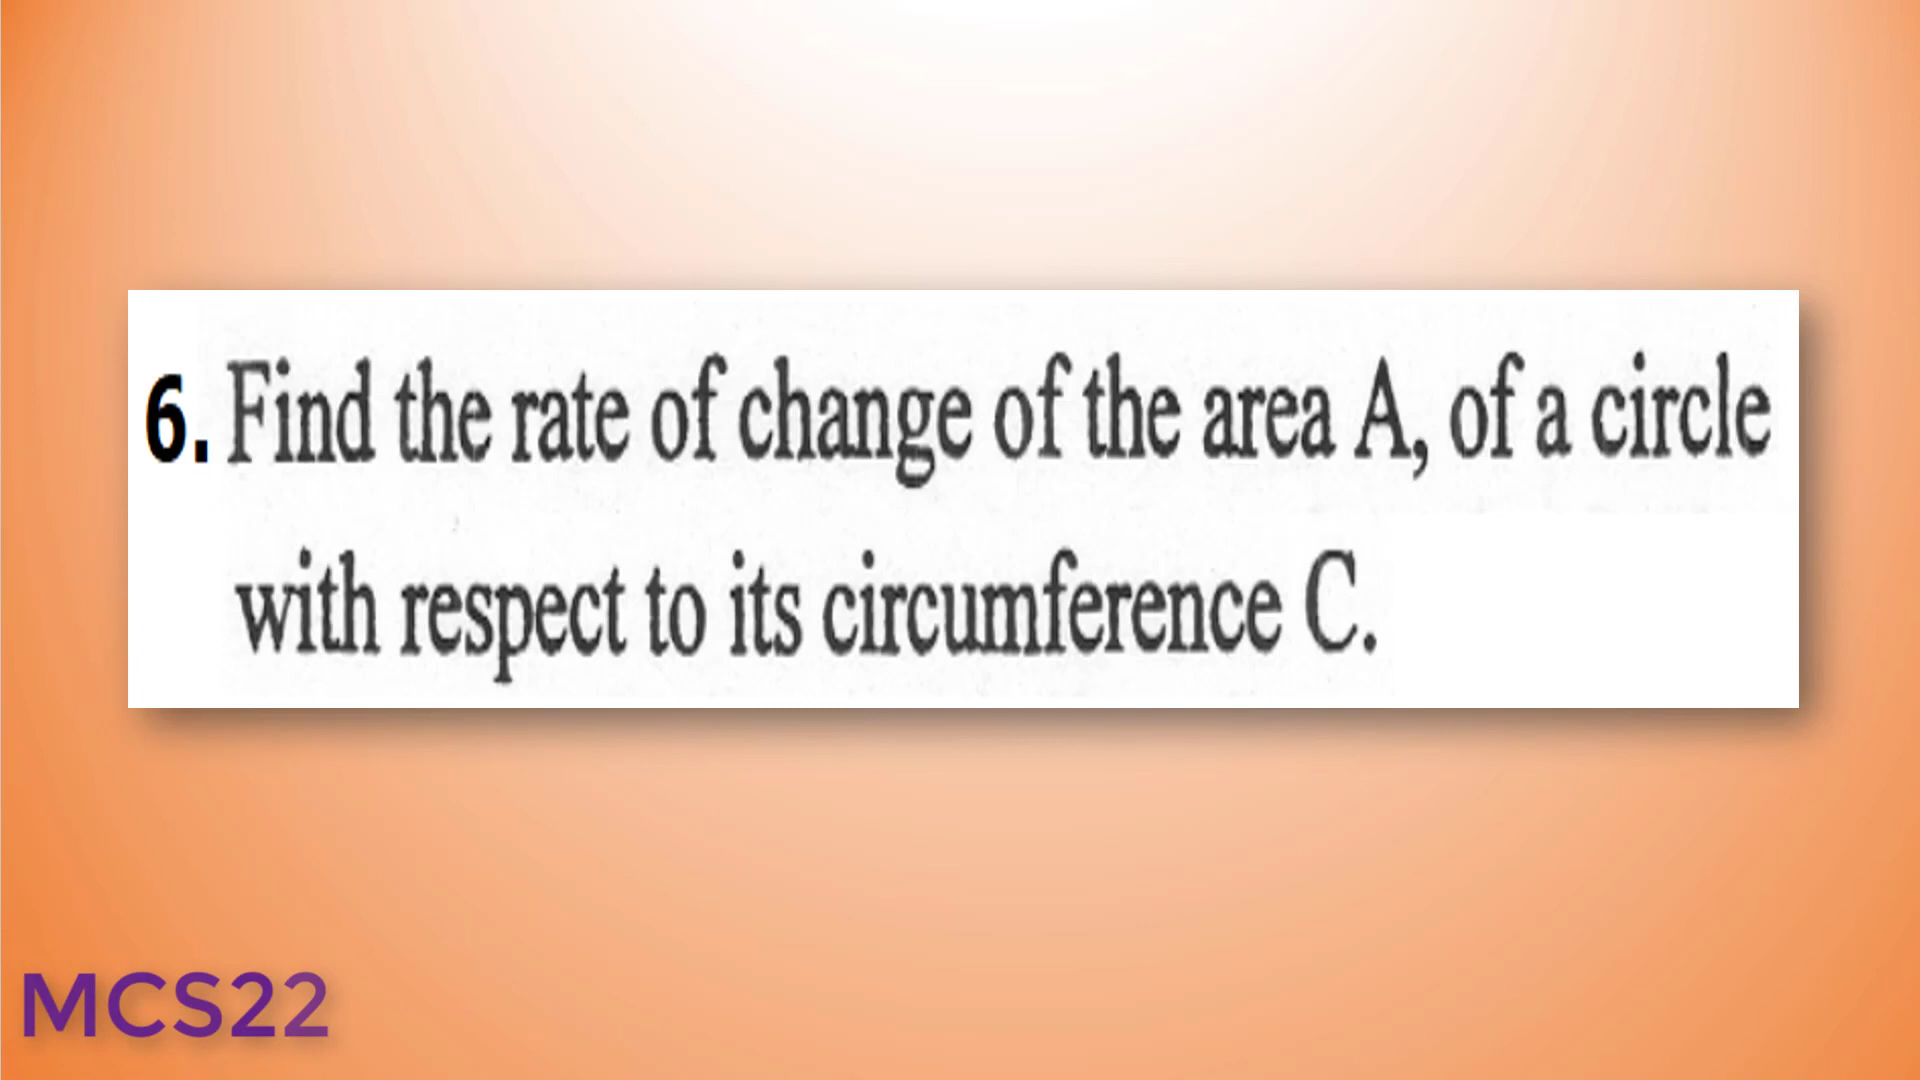 6. Find the rate of change of the area A, of a circle
with respect to its circumference C.
MCS22